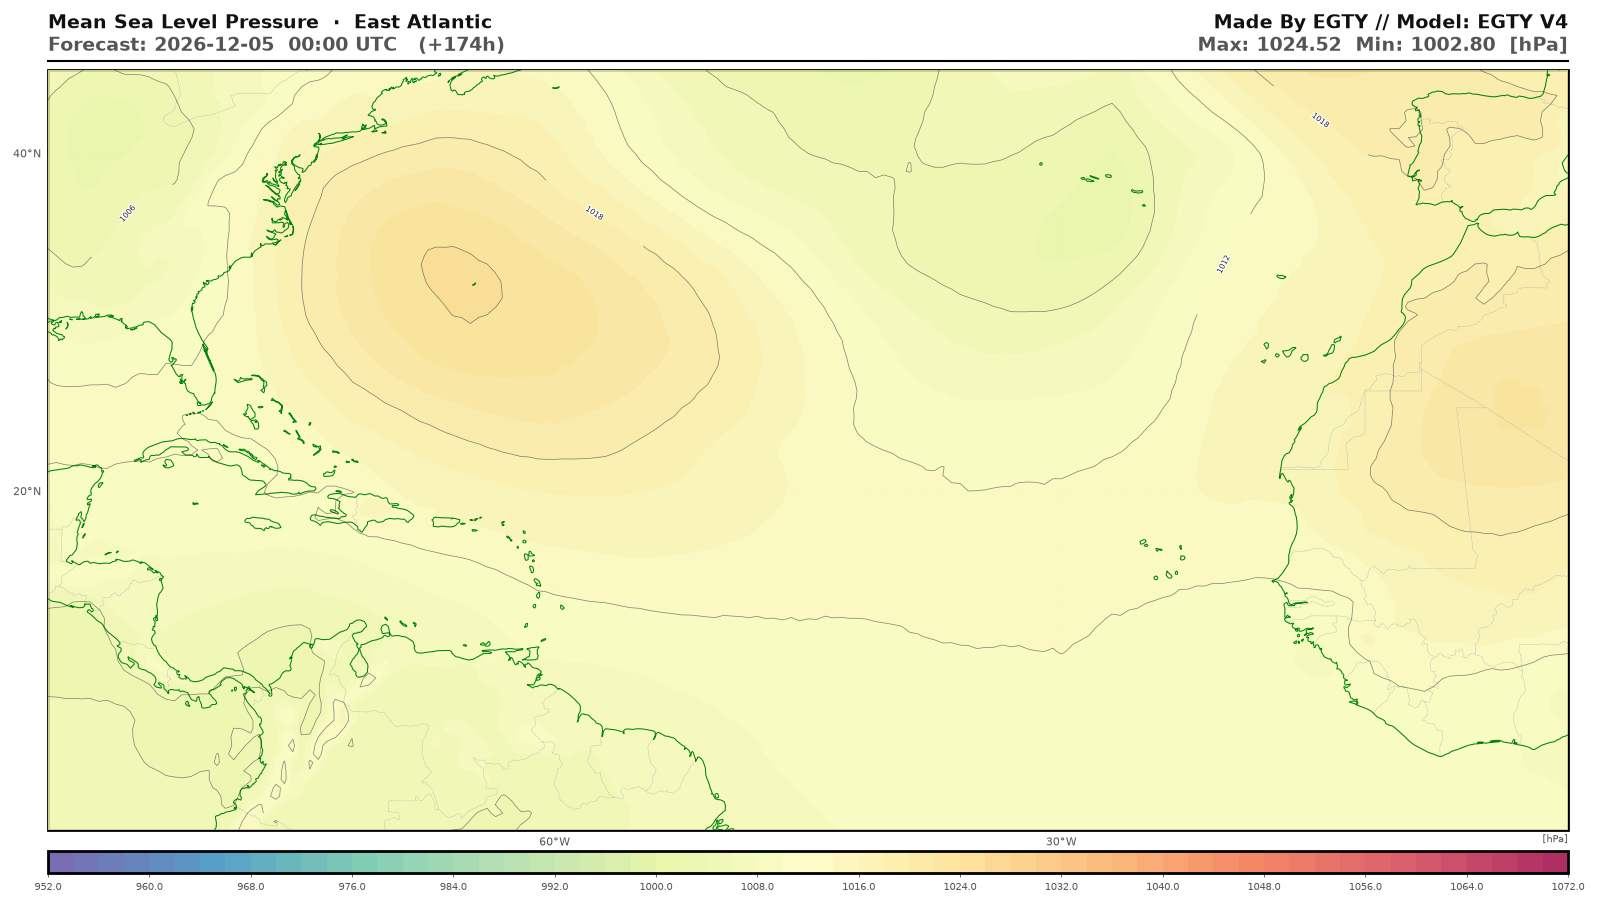 Mean Sea Level Pressure · East Atlantic
Made By EGTY // Model: EGTY V4
Forecast: 2026-12-05 00:00 UTC (+174h)
Max: 1024.52 Min: 1002.80 [hPa]
1018
40°N
1006
1018
1012
20°N
60°W
30°W
[hPa]
952.0 960.0 968.0 976.0 984.0 992.0 1000.0 1008.0 1016.0 1024.0 1032.0 1040.0 1048.0 1056.0 1064.0 1072.0